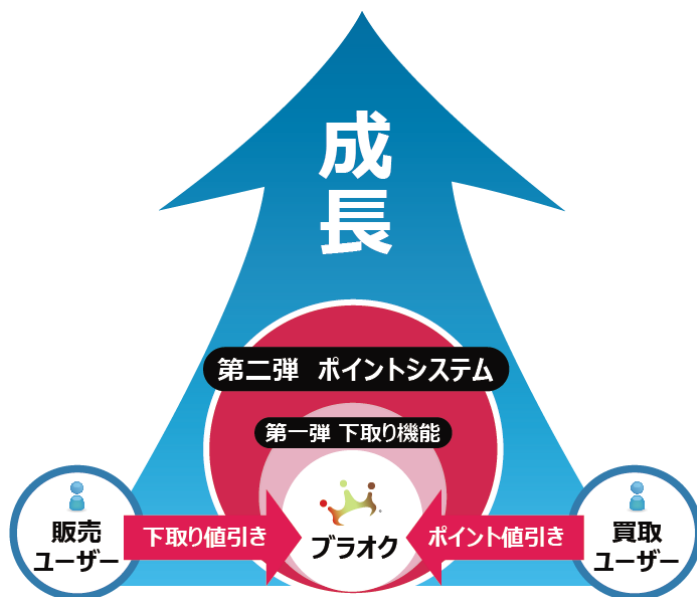 成長
第二弾 ポイントシステム
第一弾 下取り機能
販売
ユーザー
下取り値引き
ブラオク
ポイント値引き
買取
ユーザー